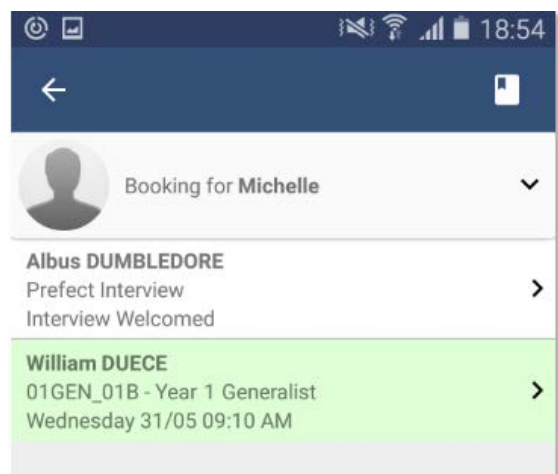 18:54
Booking for Michelle
Albus DUMBLEDORE
Prefect Interview
Interview Welcomed
William DUECE
01GEN_01B - Year 1 Generalist
Wednesday 31/05 09:10 AM